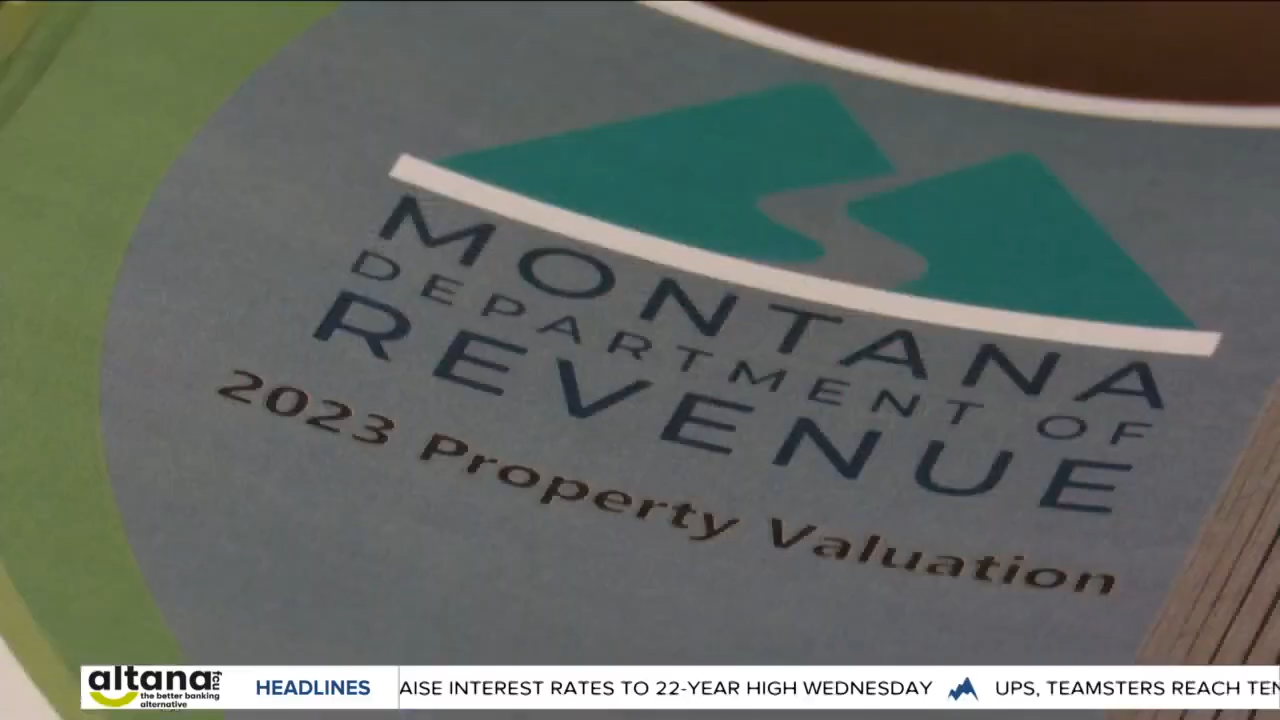 MONTANA
DEPARTMENT OF
REVENUE
2023 Property Valuation
altana fcu
the better banking
alternative
HEADLINES
AISE INTEREST RATES TO 22-YEAR HIGH WEDNESDAY
UPS, TEAMSTERS REACH TEN